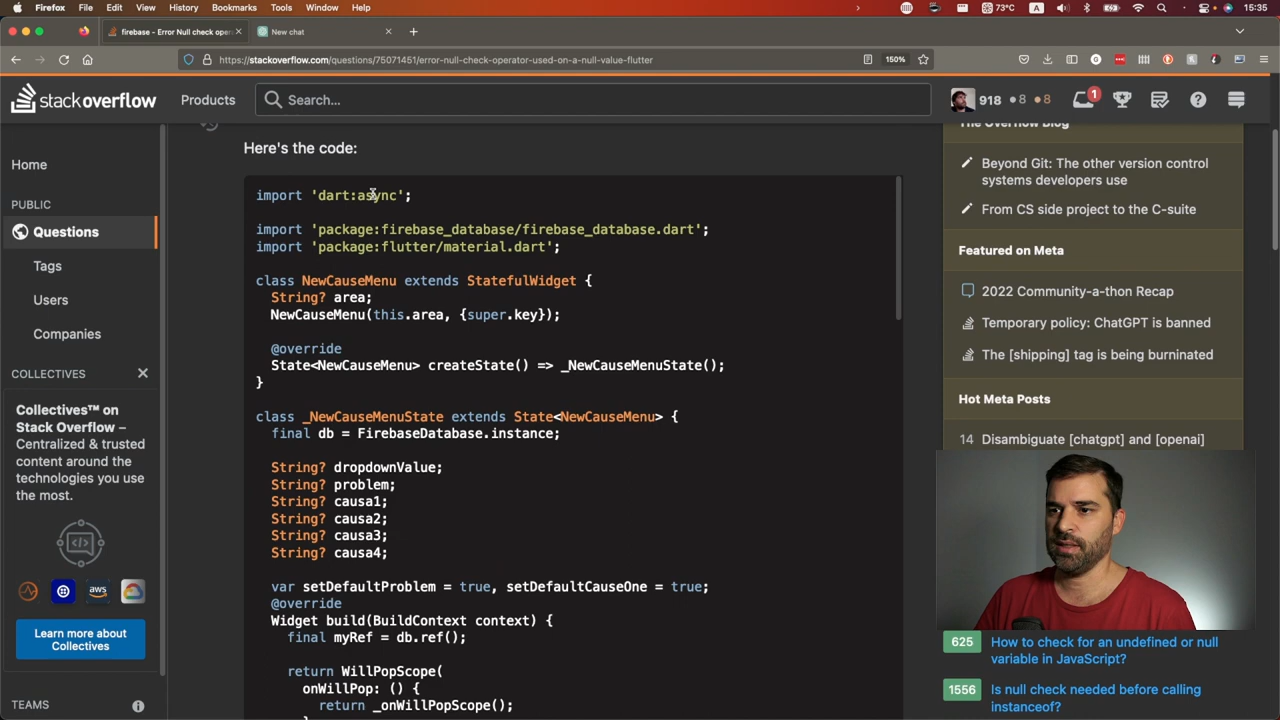 Firefox File Edit View History Bookmarks Tools Window Help
73°C A 15:35
firebase - Error Null check oper
New chat
https://stackoverflow.com/questions/75071451/error-null-check-operator-used-on-a-null-value-flutter
150%
stackoverflow
Products
Search...
918 8 8
1
Home
PUBLIC
Questions
Tags
Users
Companies
COLLECTIVES
Collectives™ on
Stack Overflow –
Centralized & trusted
content around the
technologies you use
the most.
aws
Learn more about
Collectives
TEAMS
Here's the code:
import 'dart:async';
import 'package:firebase_database/firebase_database.dart';
import 'package:flutter/material.dart';
class NewCauseMenu extends StatefulWidget {
String? area;
NewCauseMenu(this.area, {super.key});
@override
State<NewCauseMenu> createState() => _NewCauseMenuState();
}
class _NewCauseMenuState extends State<NewCauseMenu> {
final db = FirebaseDatabase.instance;
String? dropdownValue;
String? problem;
String? causa1;
String? causa2;
String? causa3;
String? causa4;
var setDefaultProblem = true, setDefaultCauseOne = true;
@override
Widget build(BuildContext context) {
final myRef = db.ref();
return WillPopScope(
onWillPop: () {
return _onWillPopScope();
The Overflow Blog
Beyond Git: The other version control
systems developers use
From CS side project to the C-suite
Featured on Meta
2022 Community-a-thon Recap
Temporary policy: ChatGPT is banned
The [shipping] tag is being burninated
Hot Meta Posts
14 Disambiguate [chatgpt] and [openai]
625 How to check for an undefined or null
variable in JavaScript?
1556 Is null check needed before calling
instanceof?